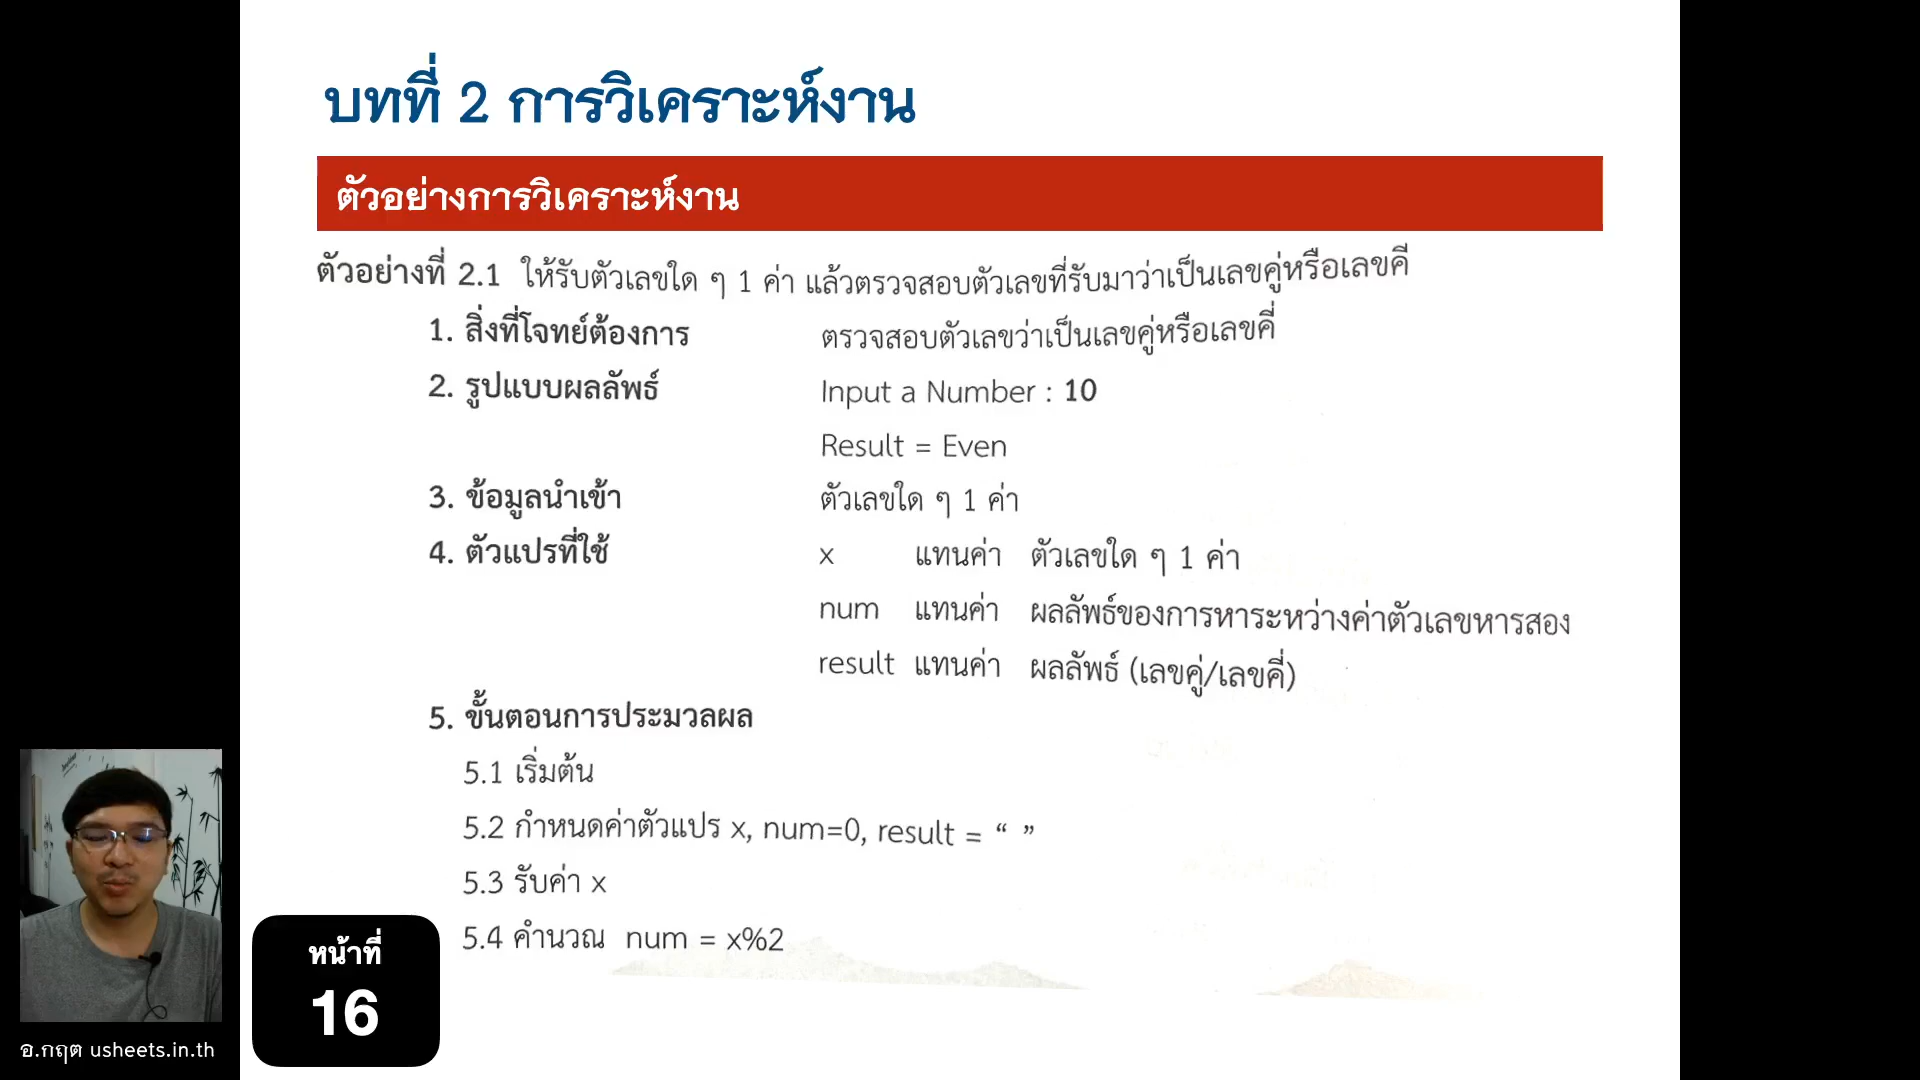 บทที่ 2 การวิเคราะห์งาน
ตัวอย่างการวิเคราะห์งาน
ตัวอย่างที่ 2.1 ให้รับตัวเลขใด ๆ 1 ค่า แล้วตรวจสอบตัวเลขที่รับมาว่าเป็นเลขคู่หรือเลขคี่
1. สิ่งที่โจทย์ต้องการ ตรวจสอบตัวเลขว่าเป็นเลขคู่หรือเลขคี่
2. รูปแบบผลลัพธ์ Input a Number : 10
Result = Even
3. ข้อมูลนำเข้า ตัวเลขใด ๆ 1 ค่า
4. ตัวแปรที่ใช้ x แทนค่า ตัวเลขใด ๆ 1 ค่า
num แทนค่า ผลลัพธ์ของการหาระหว่างค่าตัวเลขหารสอง
result แทนค่า ผลลัพธ์ (เลขคู่/เลขคี่)
5. ขั้นตอนการประมวลผล
5.1 เริ่มต้น
5.2 กำหนดค่าตัวแปร x, num=0, result = “ ”
5.3 รับค่า x
5.4 คำนวณ num = x%2
หน้าที่
16
อ.กฤต usheets.in.th